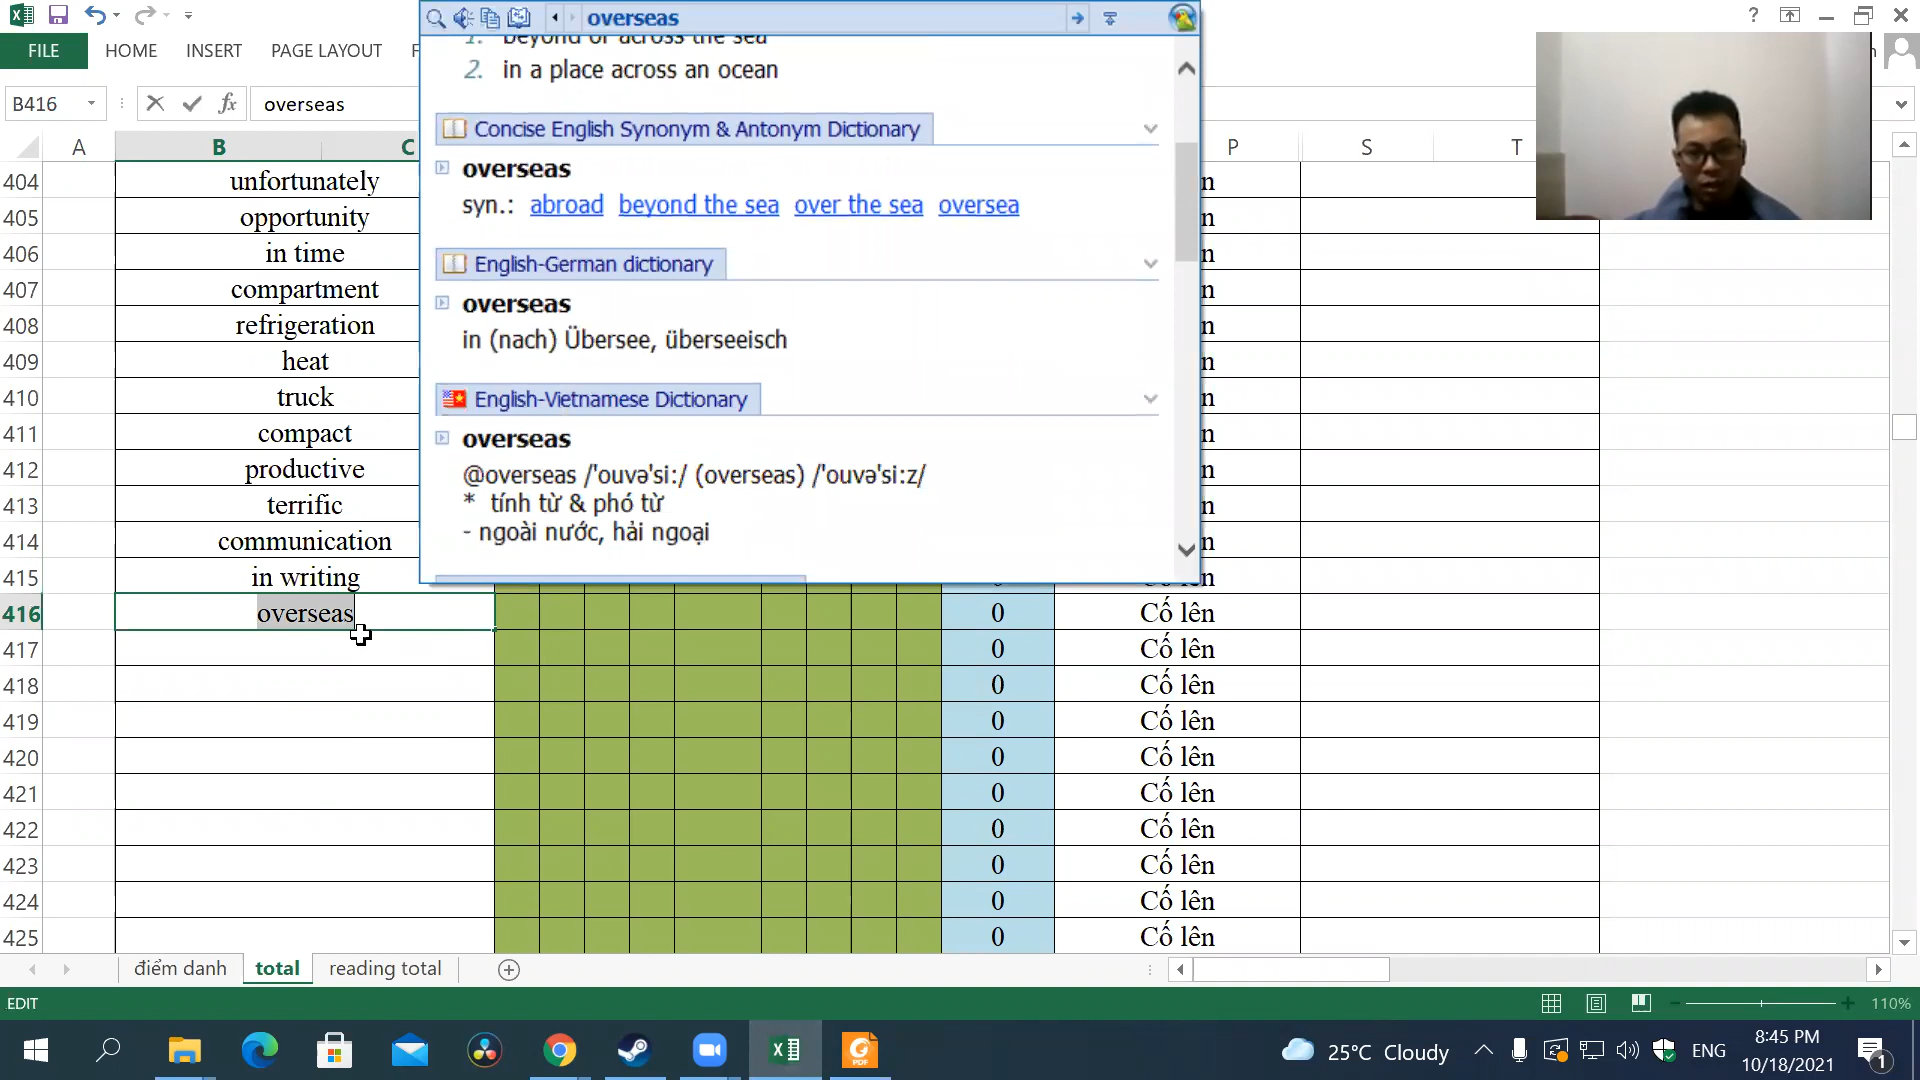 overseas
?
FILE HOME INSERT PAGE LAYOUT
B416 fx overseas
2. in a place across an ocean
Concise English Synonym & Antonym Dictionary
overseas
syn.: abroad beyond the sea over the sea oversea
English-German dictionary
overseas
in (nach) Übersee, überseeisch
English-Vietnamese Dictionary
overseas
@overseas /'ouvə'si:/ (overseas) /'ouvə'si:z/
* tính từ & phó từ
- ngoài nước, hải ngoại
A B C P S T
404 unfortunately
405 opportunity
406 in time
407 compartment
408 refrigeration
409 heat
410 truck
411 compact
412 productive
413 terrific
414 communication
415 in writing
416 overseas 0 Cố lên
417 0 Cố lên
418 0 Cố lên
419 0 Cố lên
420 0 Cố lên
421 0 Cố lên
422 0 Cố lên
423 0 Cố lên
424 0 Cố lên
425 0 Cố lên
điểm danh total reading total
EDIT 110%
25°C Cloudy ENG 8:45 PM
10/18/2021 1